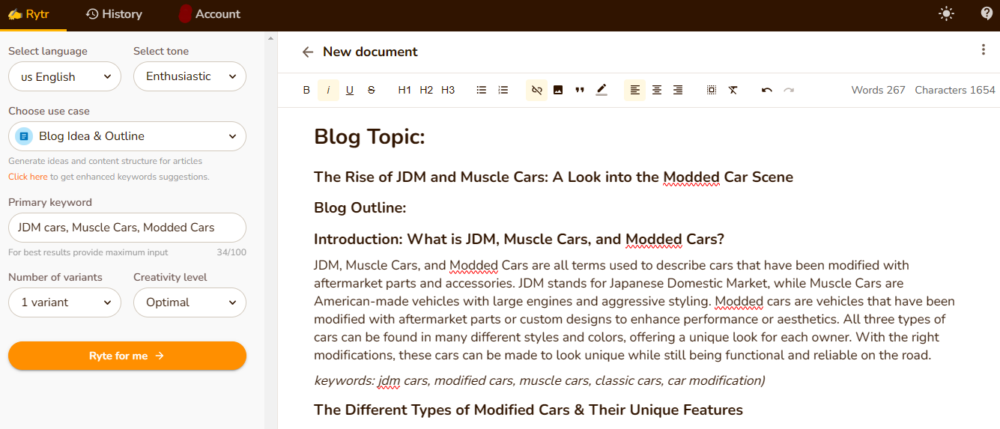 Rytr History Account
Select language Select tone
us English Enthusiastic
Choose use case
Blog Idea & Outline
Generate ideas and content structure for articles
Click here to get enhanced keywords suggestions.
Primary keyword
JDM cars, Muscle Cars, Modded Cars
For best results provide maximum input 34/100
Number of variants Creativity level
1 variant Optimal
Ryte for me →
← New document
B i U S H1 H2 H3 Words 267 Characters 1654
Blog Topic:
The Rise of JDM and Muscle Cars: A Look into the Modded Car Scene
Blog Outline:
Introduction: What is JDM, Muscle Cars, and Modded Cars?
JDM, Muscle Cars, and Modded Cars are all terms used to describe cars that have been modified with
aftermarket parts and accessories. JDM stands for Japanese Domestic Market, while Muscle Cars are
American-made vehicles with large engines and aggressive styling. Modded cars are vehicles that have been
modified with aftermarket parts or custom designs to enhance performance or aesthetics. All three types of
cars can be found in many different styles and colors, offering a unique look for each owner. With the right
modifications, these cars can be made to look unique while still being functional and reliable on the road.
keywords: jdm cars, modified cars, muscle cars, classic cars, car modification)
The Different Types of Modified Cars & Their Unique Features